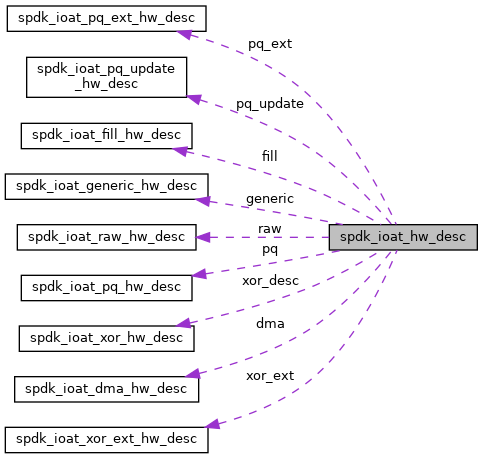 spdk_ioat_pq_ext_hw_desc
pq_ext
spdk_ioat_pq_update
_hw_desc
pq_update
spdk_ioat_fill_hw_desc
fill
spdk_ioat_generic_hw_desc
generic
spdk_ioat_raw_hw_desc
raw
spdk_ioat_hw_desc
pq
spdk_ioat_pq_hw_desc
xor_desc
spdk_ioat_xor_hw_desc
dma
spdk_ioat_dma_hw_desc
xor_ext
spdk_ioat_xor_ext_hw_desc